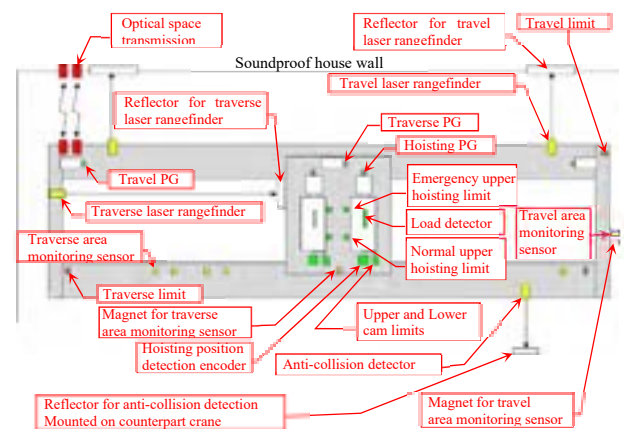 Optical space
transmission
Reflector for travel
laser rangefinder
Travel limit
Soundproof house wall
Travel laser rangefinder
Reflector for traverse
laser rangefinder
Traverse PG
Hoisting PG
Travel PG
Emergency upper
hoisting limit
Traverse laser rangefinder
Load detector
Travel area
monitoring
sensor
Traverse area
monitoring sensor
Normal upper
hoisting limit
Traverse limit
Magnet for traverse
area monitoring sensor
Upper and Lower
cam limits
Hoisting position
detection encoder
Anti-collision detector
Reflector for anti-collision detection
Mounted on counterpart crane
Magnet for travel
area monitoring sensor